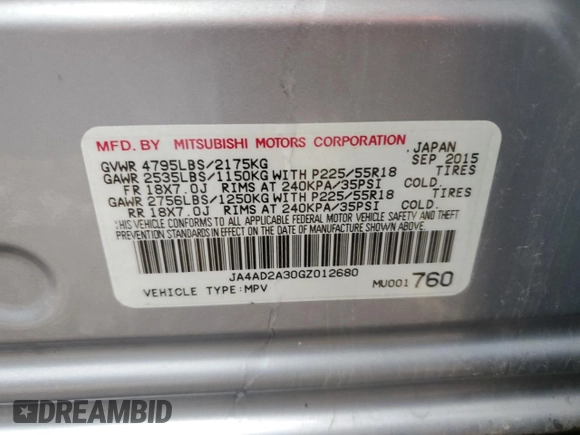 MFD.BY MITSUBISHI MOTORS CORPORATION JAPAN
GVWR 4795LBS/2175KG SEP 2015
GAWR 2535LBS/1150KG WITH P225/55R18 TIRES
FR 18X7.0J RIMS AT 240KPA/35PSI COLD.
GAWR 2756LBS/1250KG WITH P225/55R18 TIRES
RR 18X7.0J RIMS AT 240KPA/35PSI COLD.
THIS VEHICLE CONFORMS TO ALL APPLICABLE FEDERAL MOTOR VEHICLE SAFETY AND THEFT
PREVENTION STANDARDS IN EFFECT ON THE DATE OF MANUFACTURE SHOWN ABOVE.
JA4AD2A30GZ012680
VEHICLE TYPE:MPV MU001760
DREAMBID